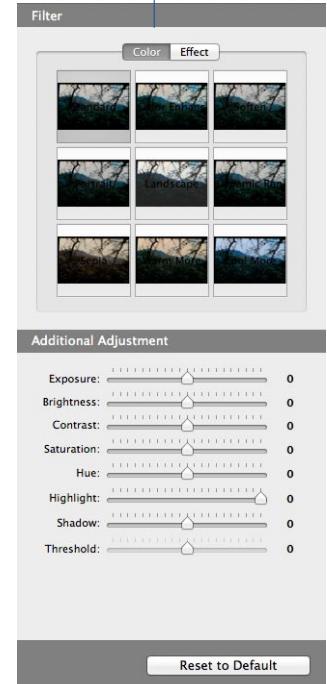 Filter
Color Effect
Standard Soften
Portrait Landscape
Sepia
Additional Adjustment
Exposure: 0
Brightness: 0
Contrast: 0
Saturation: 0
Hue: 0
Highlight: 0
Shadow: 0
Threshold: 0
Reset to Default